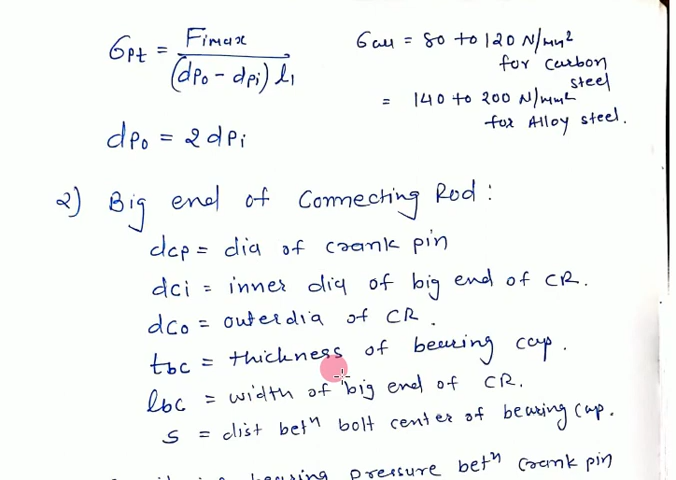 σpt = Fimax / (dpo - dpi) l1
σall = 80 to 120 N/mm²
for carbon steel
= 140 to 200 N/mm²
for Alloy steel.
dpo = 2 dpi
2) Big end of Connecting Rod :
dcp = dia of crank pin
dci = inner dia of big end of CR.
dco = outer dia of CR.
tbc = thickness of bearing cap.
lbc = width of big end of CR.
s = dist betⁿ bolt center of bearing cap.
bearing pressure betⁿ crank pin